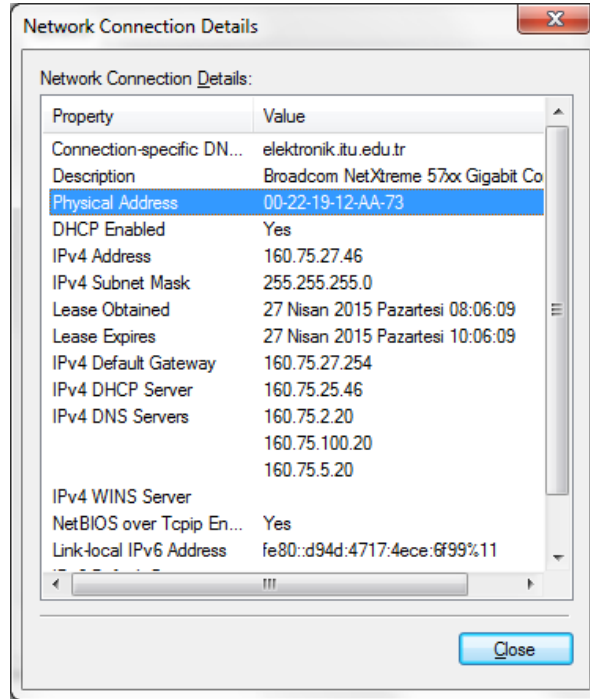 Network Connection Details
Network Connection Details:
Property Value
Connection-specific DN... elektronik.itu.edu.tr
Description Broadcom NetXtreme 57xx Gigabit Co
Physical Address 00-22-19-12-AA-73
DHCP Enabled Yes
IPv4 Address 160.75.27.46
IPv4 Subnet Mask 255.255.255.0
Lease Obtained 27 Nisan 2015 Pazartesi 08:06:09
Lease Expires 27 Nisan 2015 Pazartesi 10:06:09
IPv4 Default Gateway 160.75.27.254
IPv4 DHCP Server 160.75.25.46
IPv4 DNS Servers 160.75.2.20
160.75.100.20
160.75.5.20
IPv4 WINS Server
NetBIOS over Tcpip En... Yes
Link-local IPv6 Address fe80::d94d:4717:4ece:6f99%11
Close